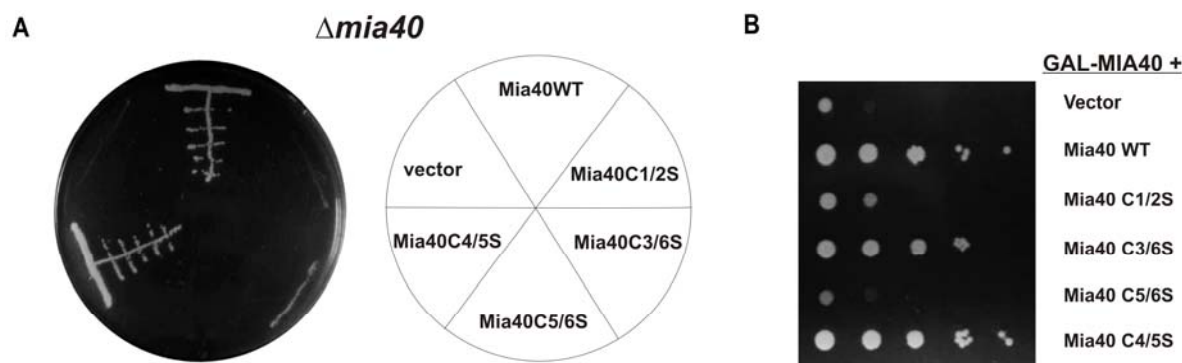 A
Δmia40
Mia40WT
vector
Mia40C1/2S
Mia40C4/5S
Mia40C3/6S
Mia40C5/6S
B
GAL-MIA40 +
Vector
Mia40 WT
Mia40 C1/2S
Mia40 C3/6S
Mia40 C5/6S
Mia40 C4/5S